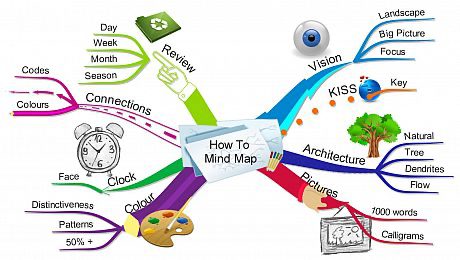 How To
Mind Map
Vision
Landscape
Big Picture
Focus
KISS
Key
Architecture
Natural
Tree
Dendrites
Flow
Pictures
1000 words
Calligrams
Colour
Distinctiveness
Patterns
50% +
Clock
Face
Connections
Codes
Colours
Review
Day
Week
Month
Season